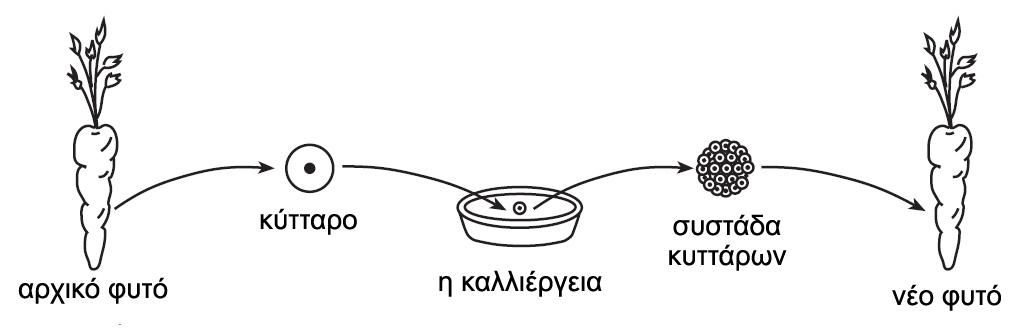 κύτταρο
συστάδα
κυττάρων
η καλλιέργεια
αρχικό φυτό
νέο φυτό